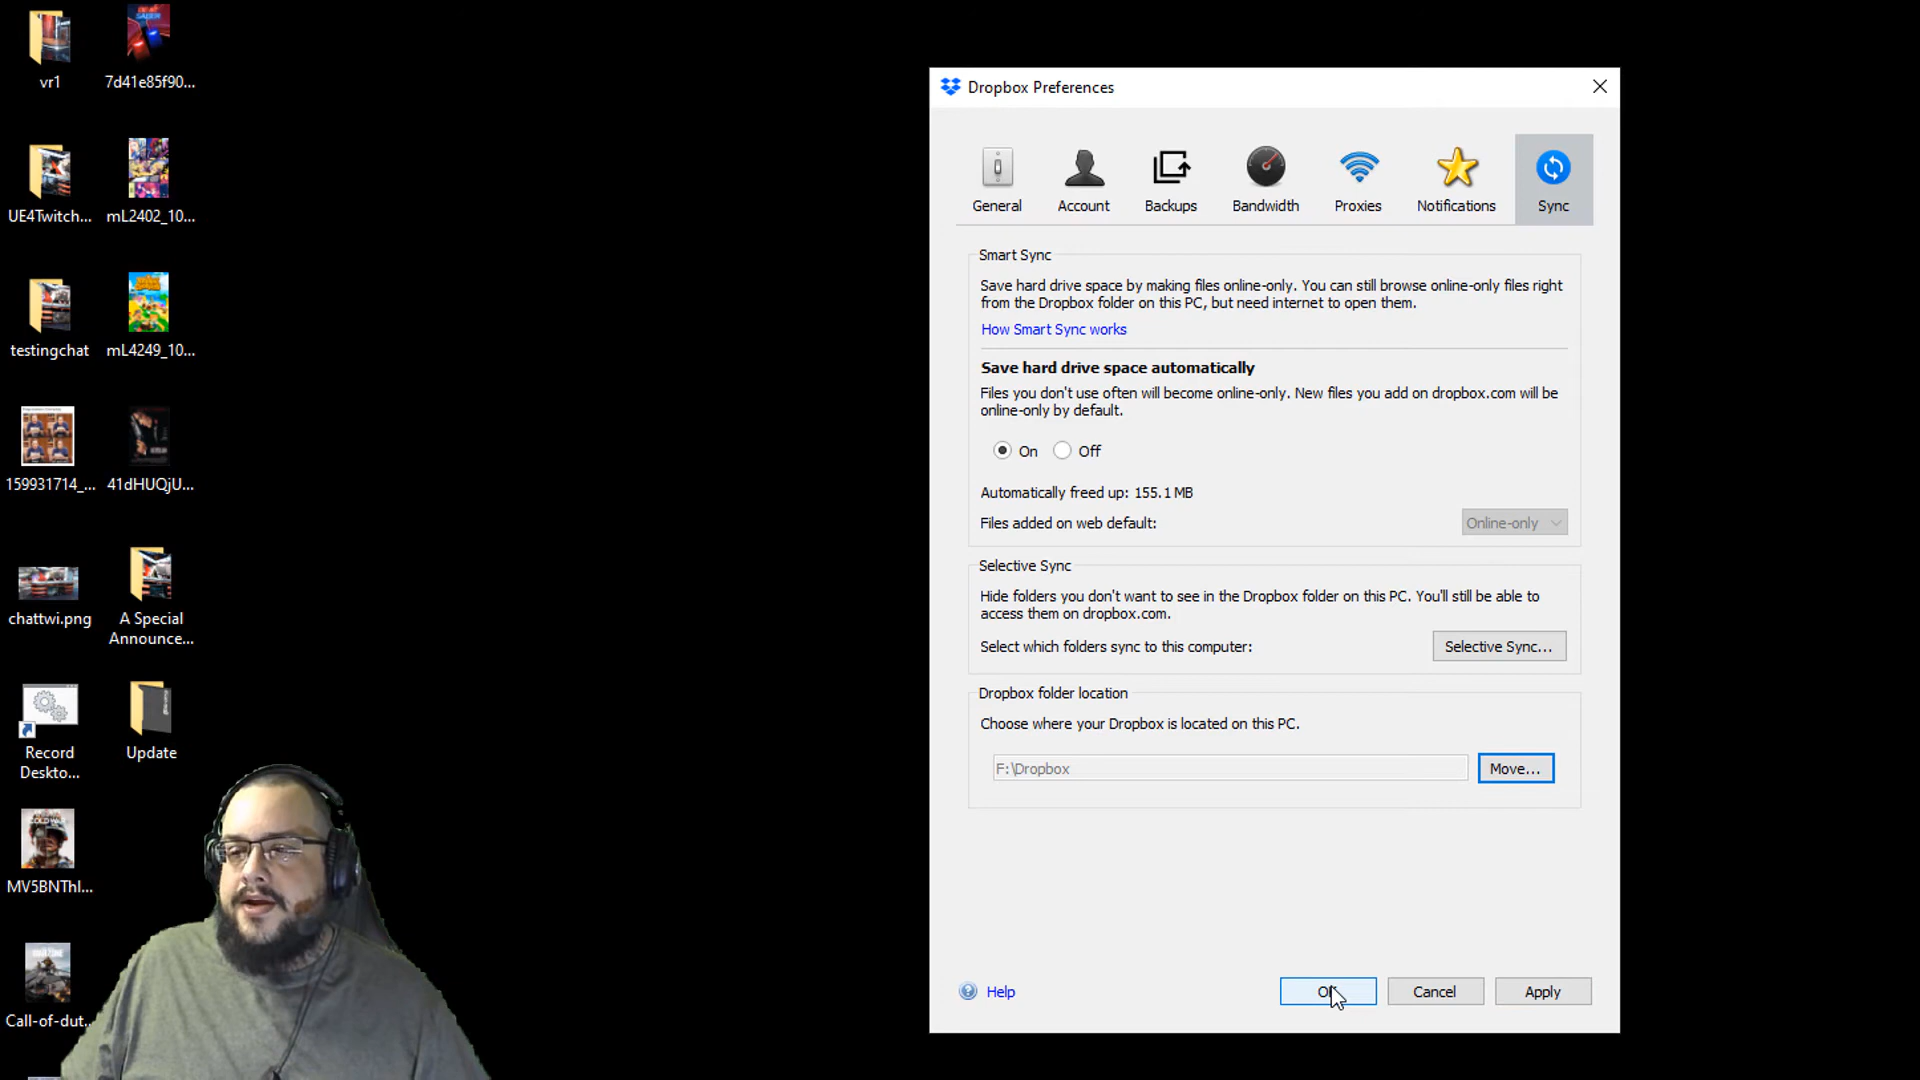 vr1
7d41e85f90...
UE4Twitch...
mL2402_10...
testingchat
mL4249_10...
159931714_...
41dHUQjU...
chattwi.png
A Special
Announce...
Record
Deskto...
Update
MV5BNThI...
Call-of-dut...
Dropbox Preferences
General
Account
Backups
Bandwidth
Proxies
Notifications
Sync
Smart Sync
Save hard drive space by making files online-only. You can still browse online-only files right
from the Dropbox folder on this PC, but need internet to open them.
How Smart Sync works
Save hard drive space automatically
Files you don't use often will become online-only. New files you add on dropbox.com will be
online-only by default.
On
Off
Automatically freed up: 155.1 MB
Files added on web default:
Online-only
Selective Sync
Hide folders you don't want to see in the Dropbox folder on this PC. You'll still be able to
access them on dropbox.com.
Select which folders sync to this computer:
Selective Sync...
Dropbox folder location
Choose where your Dropbox is located on this PC.
F:\Dropbox
Move...
Help
OK
Cancel
Apply